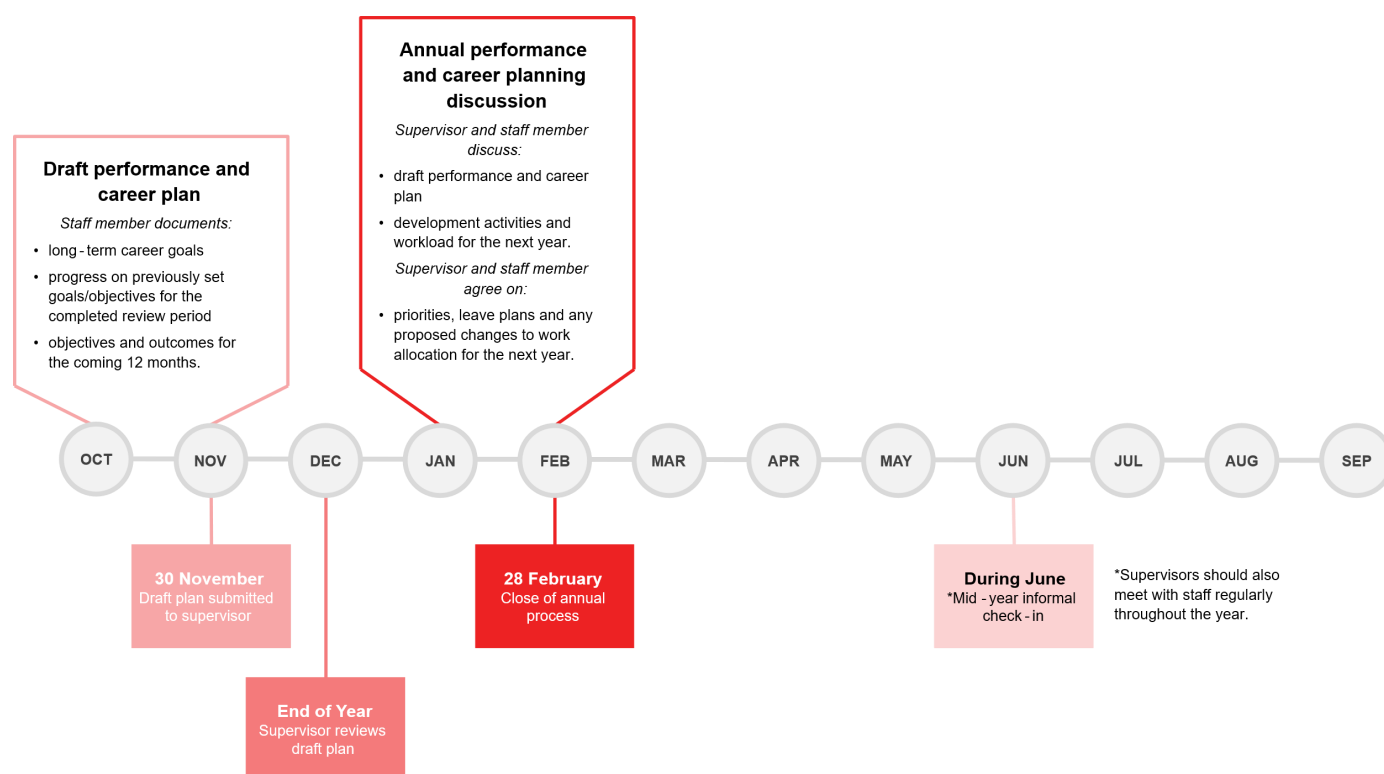 Draft performance and
career plan
Staff member documents:
• long-term career goals
• progress on previously set
goals/objectives for the
completed review period
• objectives and outcomes for
the coming 12 months.
Annual performance
and career planning
discussion
Supervisor and staff member
discuss:
• draft performance and career
plan
• development activities and
workload for the next year.
Supervisor and staff member
agree on:
• priorities, leave plans and any
proposed changes to work
allocation for the next year.
OCT
NOV
DEC
JAN
FEB
MAR
APR
MAY
JUN
JUL
AUG
SEP
30 November
Draft plan submitted
to supervisor
End of Year
Supervisor reviews
draft plan
28 February
Close of annual
process
During June
*Mid - year informal
check - in
*Supervisors should also
meet with staff regularly
throughout the year.